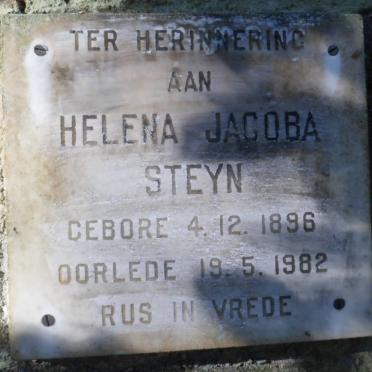 TER HERINNERING
AAN
HELENA JACOBA
STEYN
GEBORE 4.12.1896
OORLEDE 19.5.1982
RUS IN VREDE